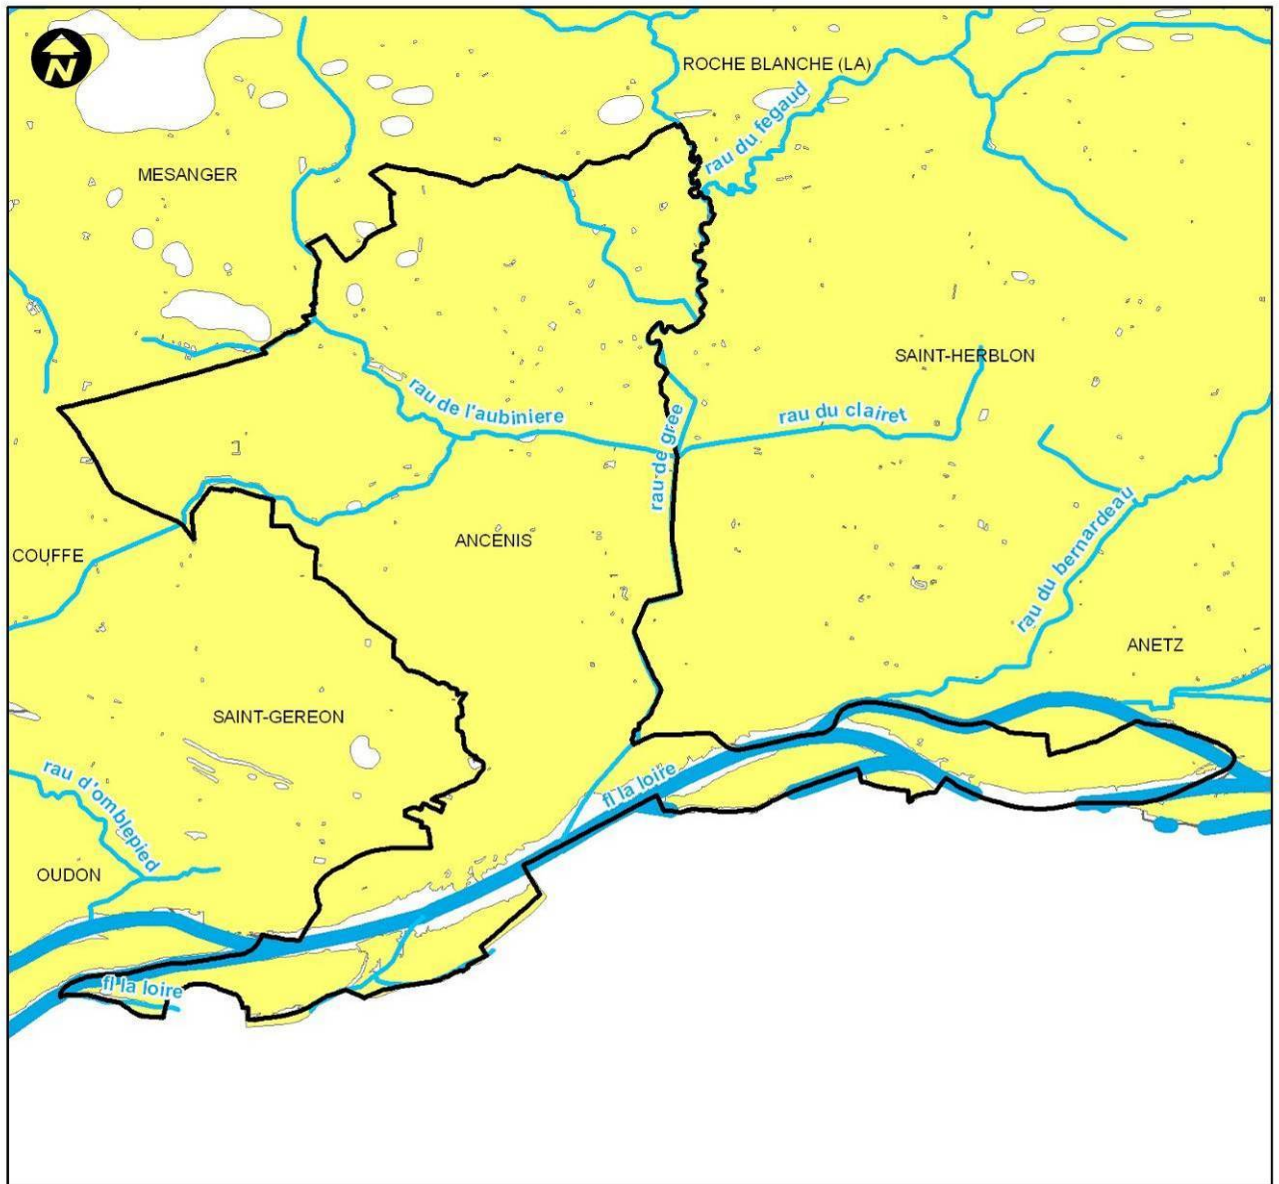 N
ROCHE BLANCHE (LA)
rau du fegaud
MESANGER
SAINT-HERBLON
rau de l'aubiniere
rau du clairet
rau de grée
ANCENIS
COUFFE
rau du bernardeau
ANETZ
SAINT-GEREON
rau d'omblepied
fl la loire
OUDON
fl la loire